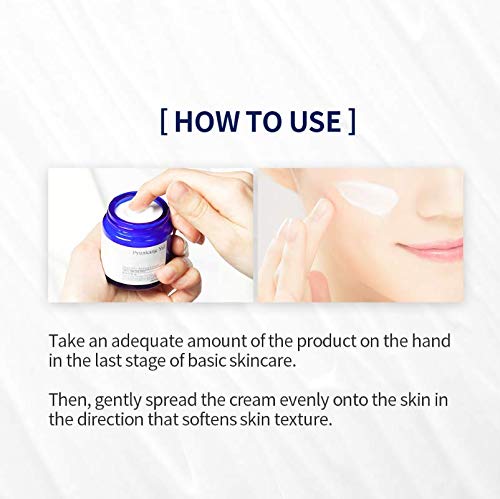 [ HOW TO USE ]
Take an adequate amount of the product on the hand
in the last stage of basic skincare.
Then, gently spread the cream evenly onto the skin in
the direction that softens skin texture.